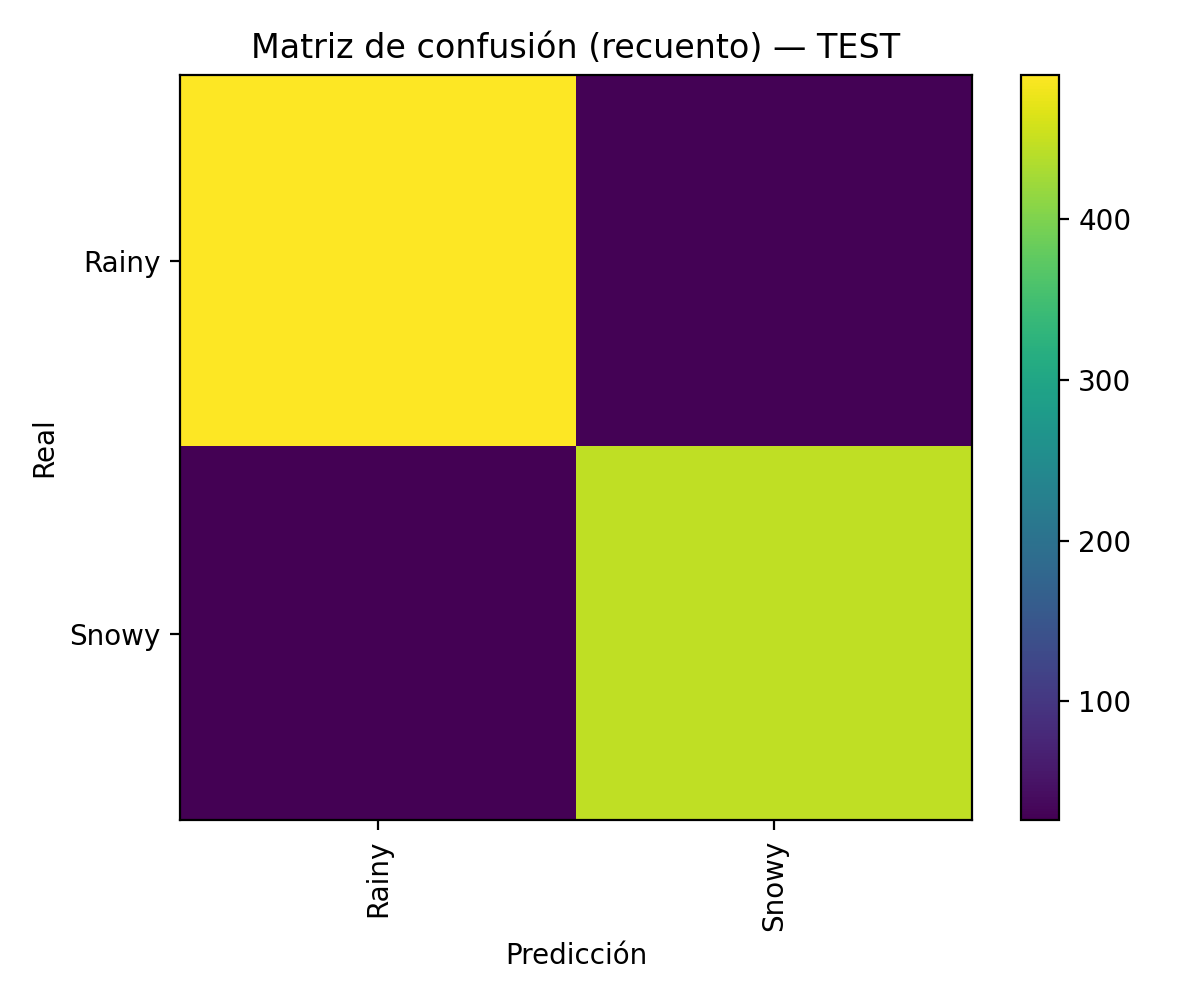 Matriz de confusión (recuento) — TEST
Rainy
Snowy
Real
Rainy
Snowy
Predicción
400
300
200
100